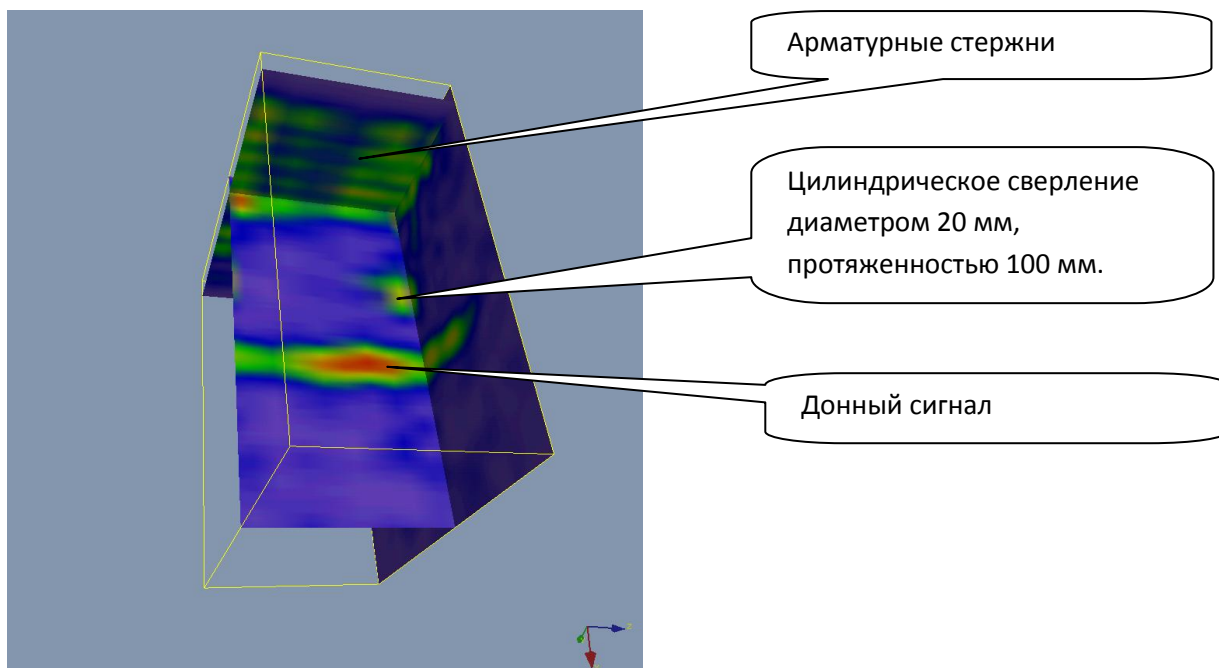 Арматурные стержни
Цилиндрическое сверление
диаметром 20 мм,
протяженностью 100 мм.
Донный сигнал